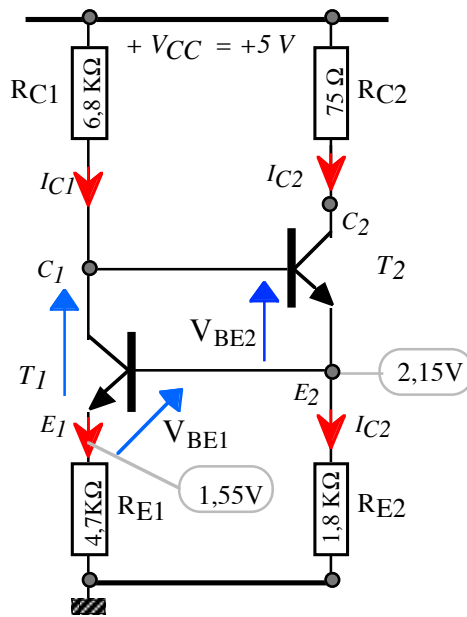 + VCC = +5 V
RC1
6,8 KΩ
75 Ω
RC2
IC1
IC2
C2
C1
T2
VBE2
T1
E2
2,15V
E1
VBE1
IC2
1,55V
RE1
4,7KΩ
1,8 KΩ
RE2